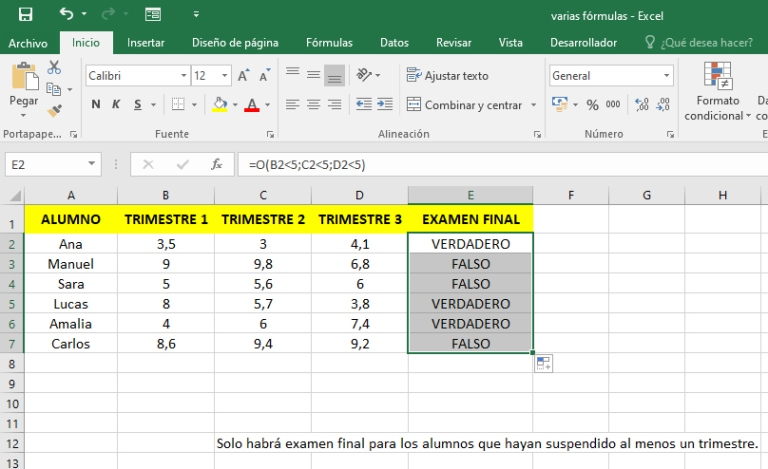 varias fórmulas - Excel
Archivo Inicio Insertar Diseño de página Fórmulas Datos Revisar Vista Desarrollador ¿Qué desea hacer?
Pegar
Calibri 12 A A
N K S A
Ajustar texto
Combinar y centrar
General
% 000
Formato
condicional
Portapape... Fuente Alineación Número
E2 fx =O(B2<5;C2<5;D2<5)
A B C D E F G H
1 ALUMNO TRIMESTRE 1 TRIMESTRE 2 TRIMESTRE 3 EXAMEN FINAL
2 Ana 3,5 3 4,1 VERDADERO
3 Manuel 9 9,8 6,8 FALSO
4 Sara 5 5,6 6 FALSO
5 Lucas 8 5,7 3,8 VERDADERO
6 Amalia 4 6 7,4 VERDADERO
7 Carlos 8,6 9,4 9,2 FALSO
8
9
10
11
12 Solo habrá examen final para los alumnos que hayan suspendido al menos un trimestre.
13